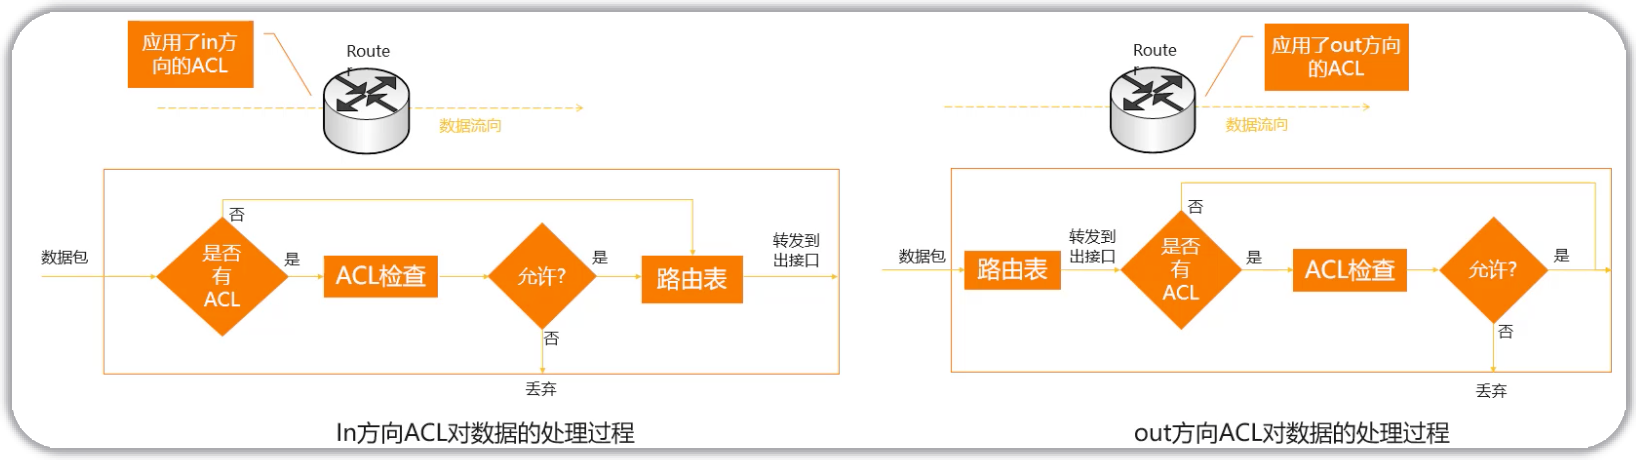 应用了in方
向的ACL
Route
r
数据流向
否
数据包
是否
有
ACL
是
ACL检查
允许?
是
路由表
转发到
出接口
否
丢弃
In方向ACL对数据的处理过程
Route
r
应用了out方向
的ACL
数据流向
数据包
路由表
转发到
出接口
否
是否
有
ACL
是
ACL检查
允许?
是
否
丢弃
out方向ACL对数据的处理过程